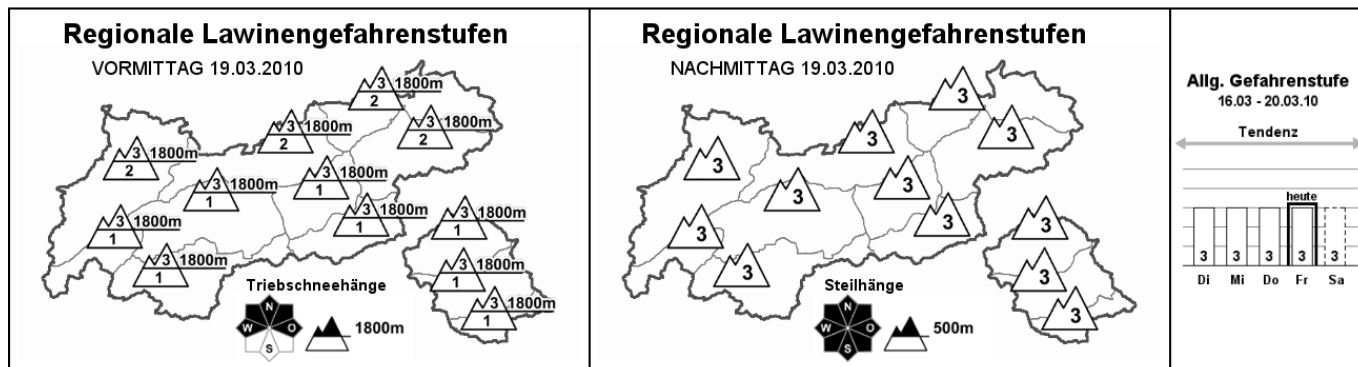 Regionale Lawinengefahrenstufen
VORMITTAG 19.03.2010
3 1800m
2
3 1800m
2
3 1800m
2
3 1800m
2
3 1800m
1
3 1800m
1
3 1800m
1
3 1800m
1
3 1800m
1
3 1800m
1
3 1800m
1
3 1800m
1
Triebschneehänge
N
W O
S
1800m
Regionale Lawinengefahrenstufen
NACHMITTAG 19.03.2010
3
3
3
3
3
3
3
3
3
3
3
3
Steilhänge
N
W O
S
500m
Allg. Gefahrenstufe
16.03 - 20.03.10
Tendenz
heute
3 3 3 3 3
Di Mi Do Fr Sa